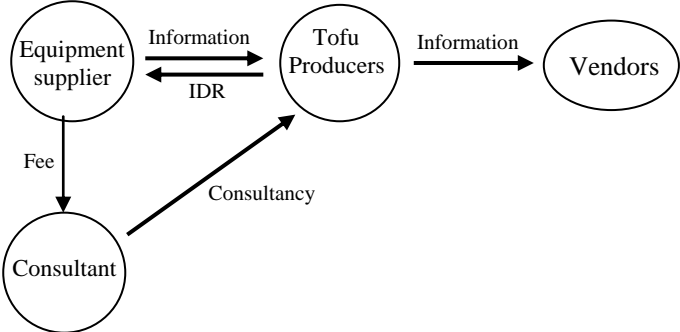 Equipment
supplier
Information
IDR
Tofu
Producers
Information
Vendors
Fee
Consultancy
Consultant